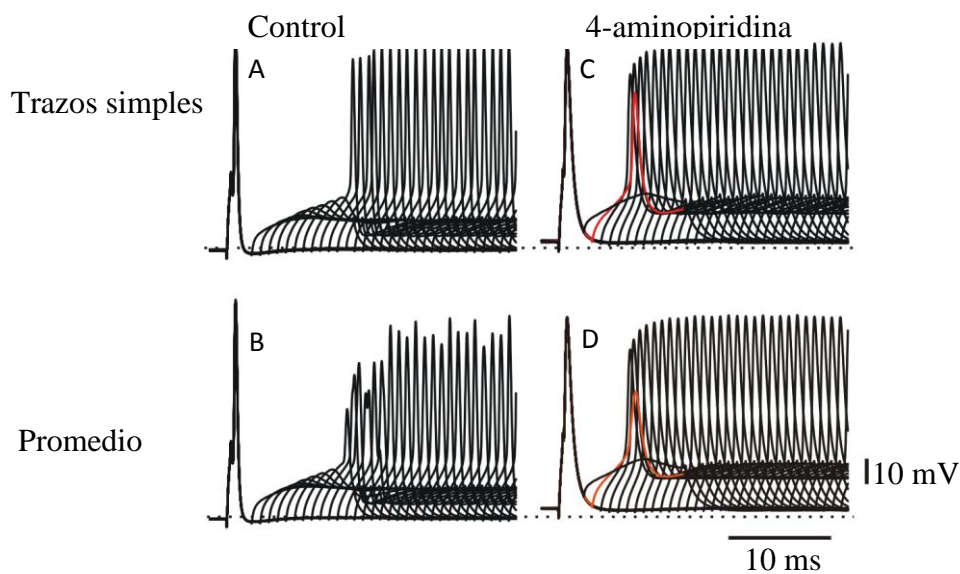 Control
4-aminopiridina
A
C
Trazos simples
B
D
Promedio
10 mV
10 ms